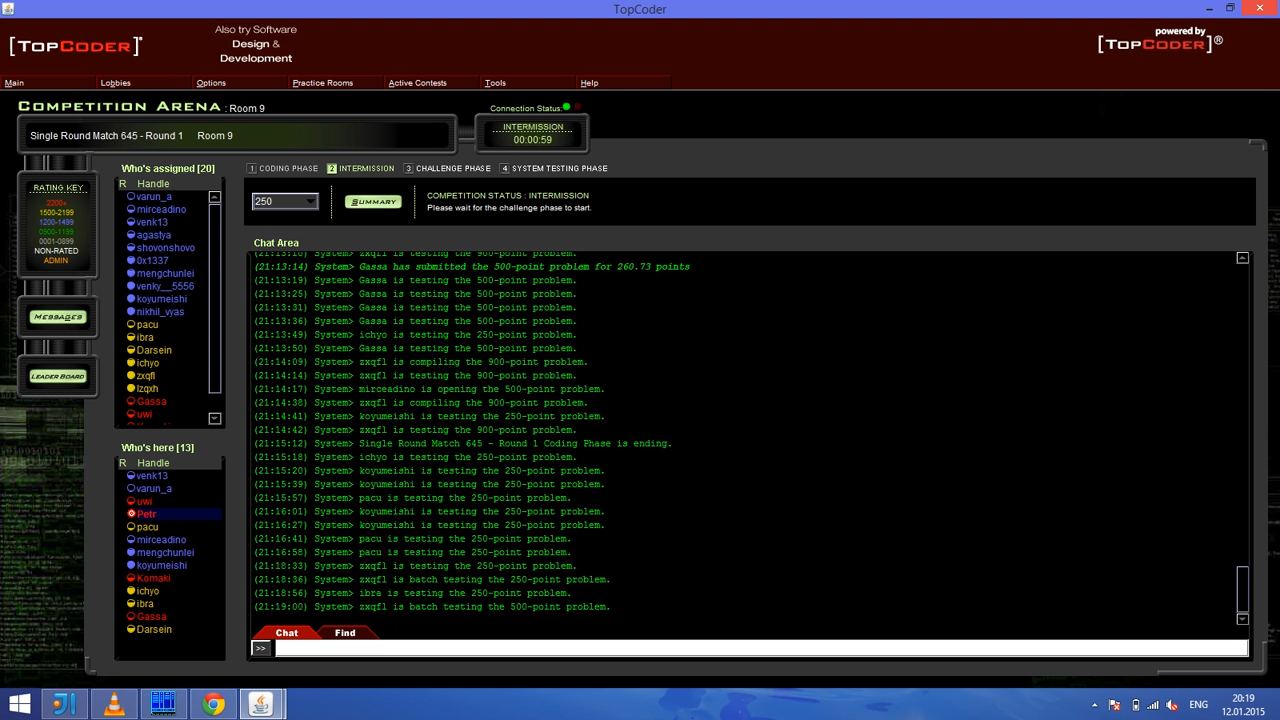 TopCoder
[TOPCODER]
Also try Software
Design &
Development
powered by
[TOPCODER]®
Main Lobbies Options Practice Rooms Active Contests Tools Help
COMPETITION ARENA : Room 9
Connection Status:
Single Round Match 645 - Round 1 Room 9
INTERMISSION
00:00:59
RATING KEY
2200+
1500-2199
1200-1499
0900-1199
0001-0899
NON-RATED
ADMIN
MESSAGES
LEADER BOARD
Who's assigned [20]
R Handle
varun_a
mirceadino
venk13
agastya
shovonshovo
0x1337
mengchunlei
venky__5556
koyumeishi
nikhil_vyas
pacu
ibra
Darsein
ichyo
zxqfl
lzqxh
Gassa
uwi
Who's here [13]
R Handle
venk13
varun_a
uwi
Petr
pacu
mirceadino
mengchunlei
koyumeishi
Komaki
ichyo
ibra
Gassa
Darsein
1 CODING PHASE 2 INTERMISSION 3 CHALLENGE PHASE 4 SYSTEM TESTING PHASE
250
SUMMARY
COMPETITION STATUS : INTERMISSION
Please wait for the challenge phase to start.
Chat Area
System> zxqfl is testing the 900-point problem.
(21:13:14) System> Gassa has submitted the 500-point problem for 260.73 points
(21:13:19) System> Gassa is testing the 500-point problem.
(21:13:25) System> Gassa is testing the 500-point problem.
(21:13:31) System> Gassa is testing the 500-point problem.
(21:13:36) System> Gassa is testing the 500-point problem.
(21:13:49) System> ichyo is testing the 250-point problem.
(21:13:50) System> Gassa is testing the 500-point problem.
(21:14:09) System> zxqfl is compiling the 900-point problem.
(21:14:14) System> zxqfl is testing the 900-point problem.
(21:14:17) System> mirceadino is opening the 500-point problem.
(21:14:38) System> zxqfl is compiling the 900-point problem.
(21:14:41) System> koyumeishi is testing the 250-point problem.
(21:14:42) System> zxqfl is testing the 900-point problem.
(21:15:12) System> Single Round Match 645 - Round 1 Coding Phase is ending.
(21:15:18) System> ichyo is testing the 250-point problem.
(21:15:20) System> koyumeishi is testing the 250-point problem.
(21:15:39) System> koyumeishi is testing the 250-point problem.
(21:15:57) System> pacu is testing the 250-point problem.
(21:16:01) System> koyumeishi is testing the 250-point problem.
(21:16:27) System> koyumeishi is testing the 250-point problem.
(21:16:41) System> pacu is testing the 250-point problem.
(21:16:58) System> pacu is testing the 250-point problem.
(21:18:33) System> zxqfl is testing the 250-point problem.
(21:18:36) System> zxqfl is batch testing the 250-point problem.
(21:18:56) System> ibra is testing the 250-point problem.
(21:19:00) System> zxqfl is batch testing the 500-point problem.
Chat Find
>>
ENG
20:19
12.01.2015